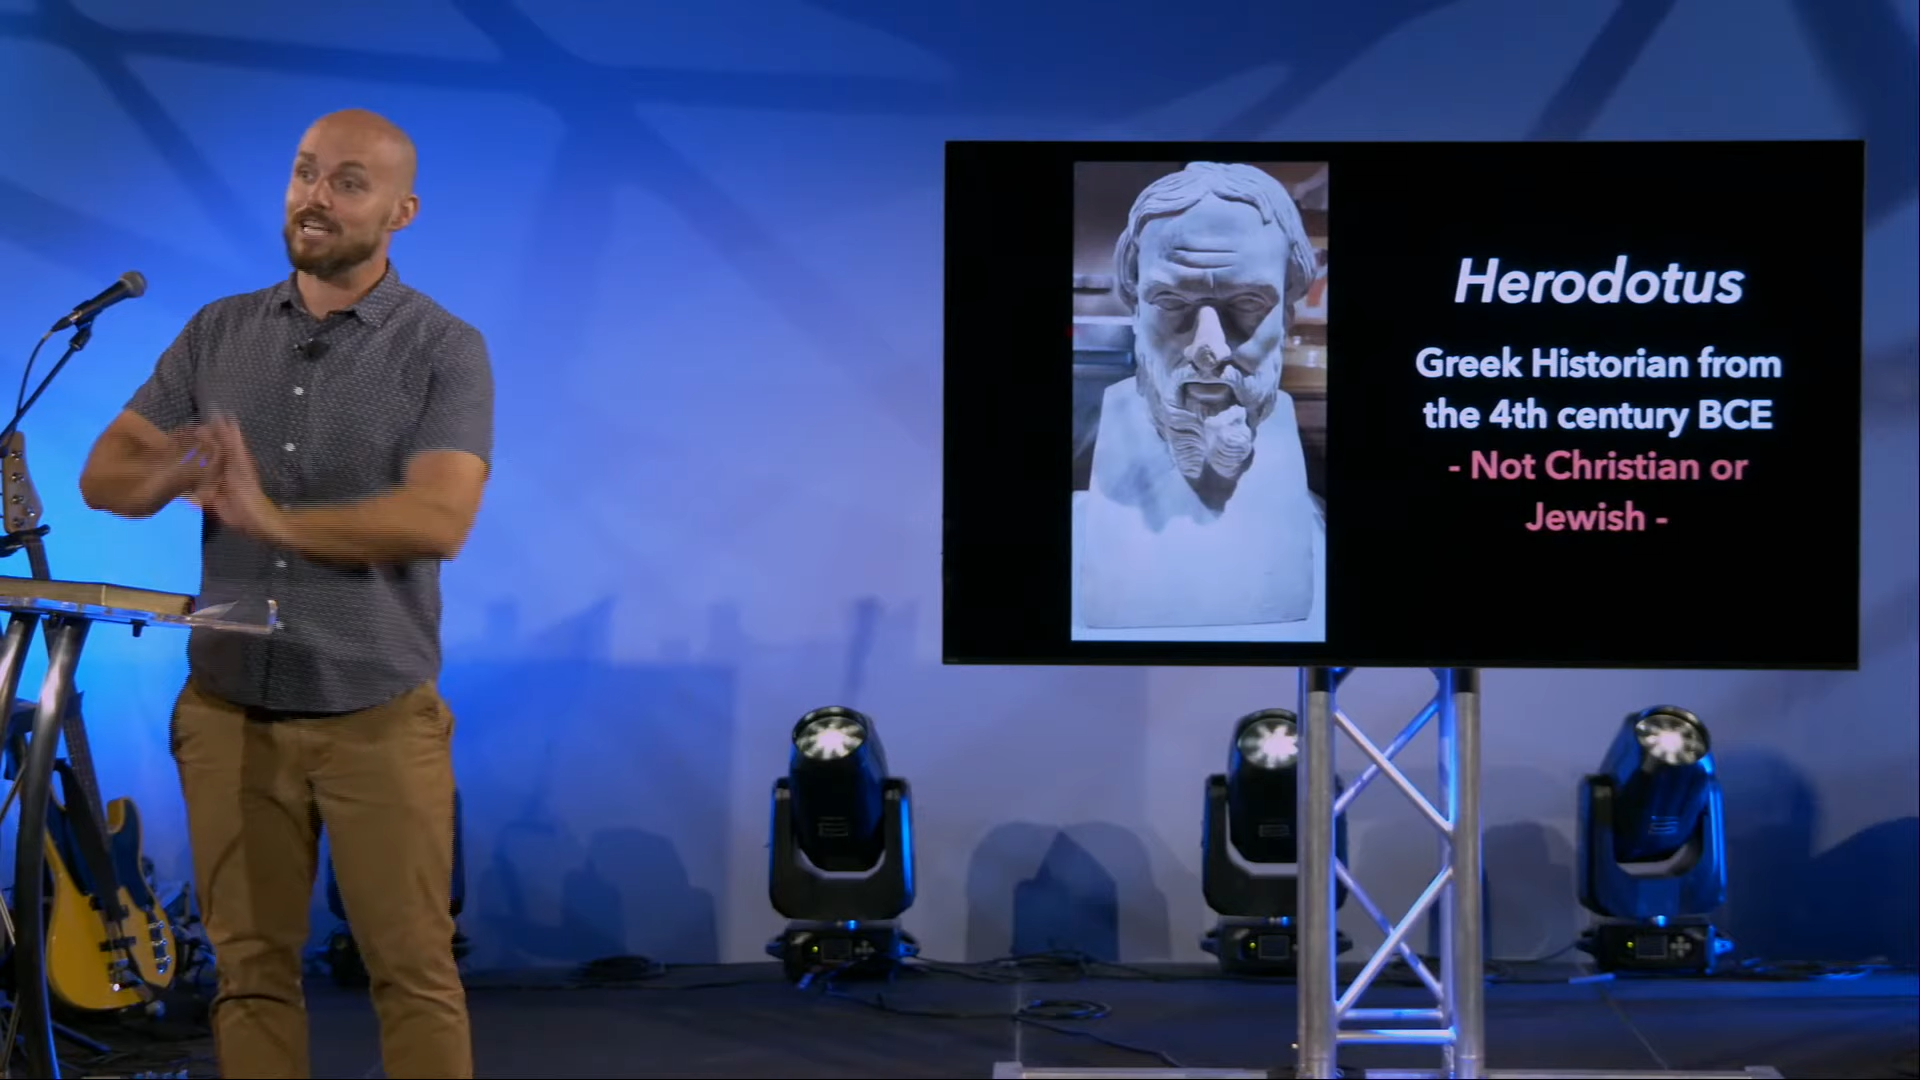 Herodotus
Greek Historian from
the 4th century BCE
- Not Christian or
Jewish -